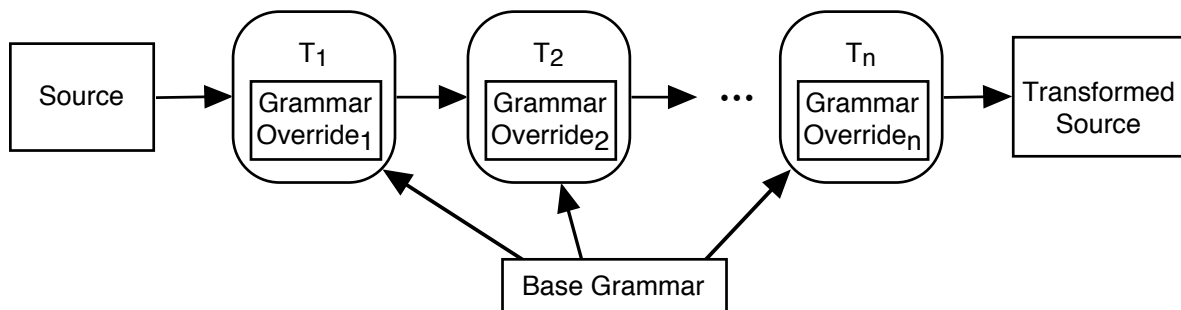 Source
T1
Grammar
Override1
T2
Grammar
Override2
...
Tn
Grammar
Overriden
Transformed
Source
Base Grammar